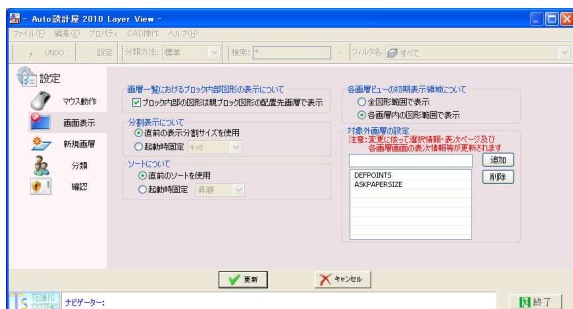 - Auto設計屋 2010 Layer View -
ファイル(F) 編集(E) プロパティ CAD操作 ヘルプ(H)
UNDO 設定 分類方法: 標準 検索: * フィルタ名: すべて
設定
マウス動作
画面表示
新規画層
分類
確認
画層一覧におけるブロック内部図形の表示について
ブロック内部の図形は親ブロック図形の配置先画層で表示
分割表示について
直前の表示分割サイズを使用
起動時固定 4×5
ソートについて
直前のソートを使用
起動時固定 昇順
各画層ビューの初期表示領域について
全図形範囲で表示
各画層内の図形範囲で表示
対象外画層の設定
注意:変更に依って選択情報・表次ページ及び
各画層画面の表次情報等が更新されます
追加
DEFPOINTS
ASKPAPERSIZE
削除
更新 キャンセル
ナビゲーター:
終了